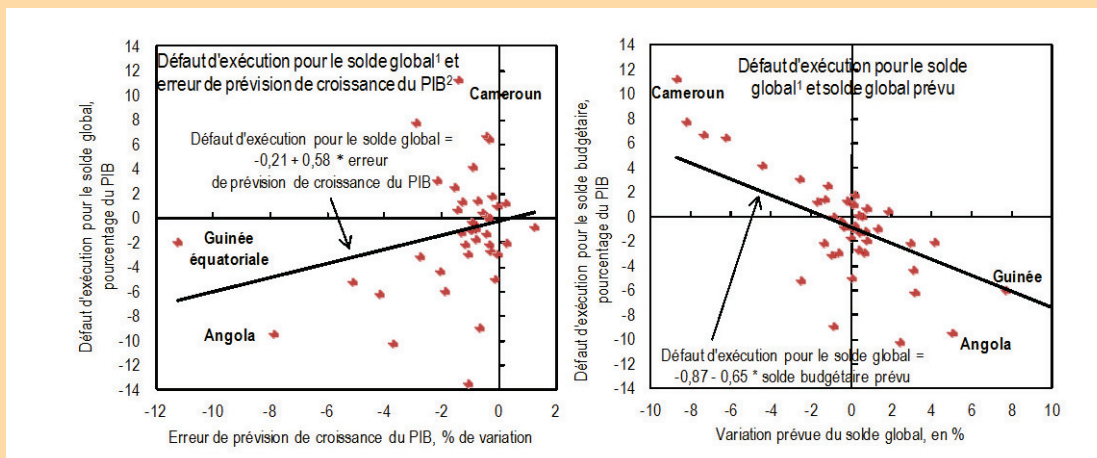 Défaut d'exécution pour le solde global¹ et
erreur de prévision de croissance du PIB²
Cameroun
Défaut d'exécution pour le solde global =
-0,21 + 0,58 * erreur
de prévision de croissance du PIB
Guinée
équatoriale
Angola
Défaut d'exécution pour le solde global,
pourcentage du PIB
14
12
10
8
6
4
2
0
-2
-4
-6
-8
-10
-12
-14
-12 -10 -8 -6 -4 -2 0 2
Erreur de prévision de croissance du PIB, % de variation
Défaut d'exécution pour le solde
global¹ et solde global prévu
Cameroun
Guinée
Angola
Défaut d'exécution pour le solde global =
-0,87 - 0,65 * solde budgétaire prévu
Défaut d'exécution pour le solde budgétaire,
pourcentage du PIB
14
12
10
8
6
4
2
0
-2
-4
-6
-8
-10
-12
-14
-10 -8 -6 -4 -2 0 2 4 6 8 10
Variation prévue du solde global, en %